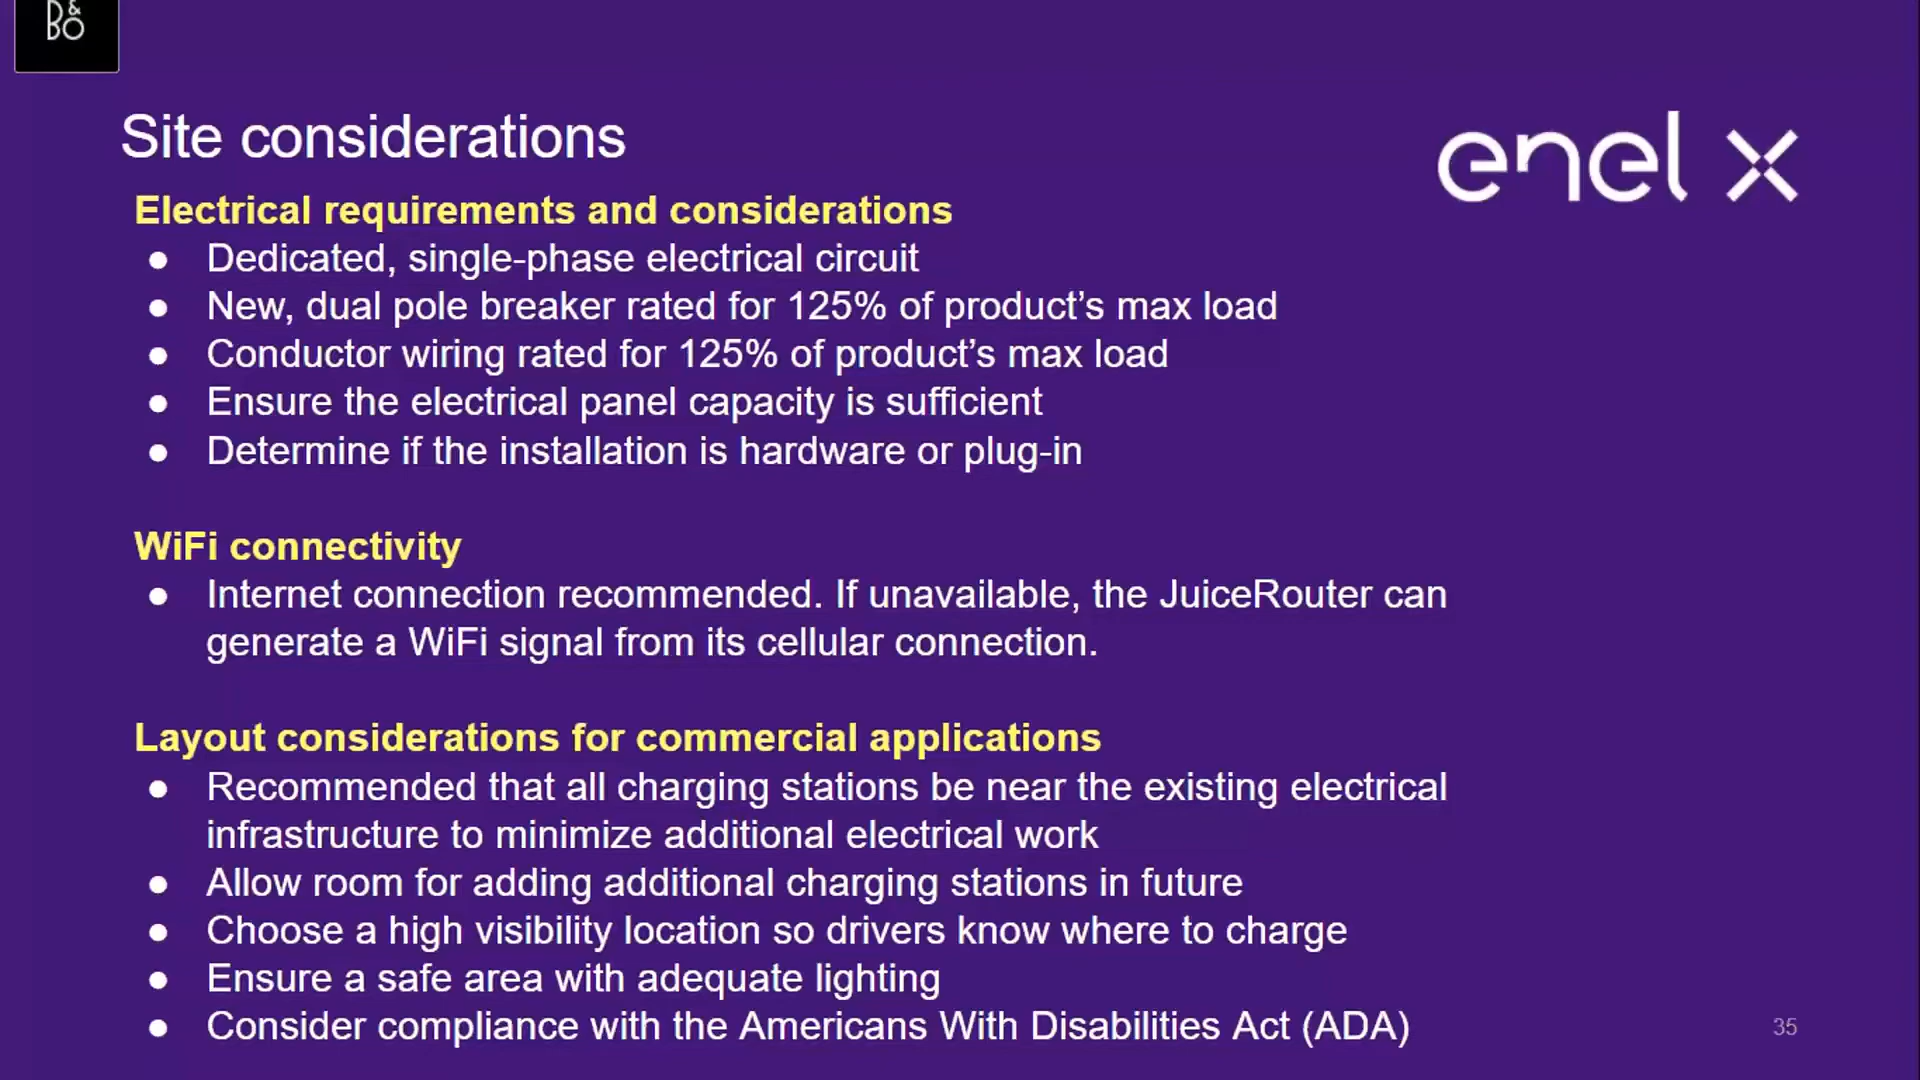 B&
BO
Site considerations
enel x
Electrical requirements and considerations
● Dedicated, single-phase electrical circuit
● New, dual pole breaker rated for 125% of product’s max load
● Conductor wiring rated for 125% of product’s max load
● Ensure the electrical panel capacity is sufficient
● Determine if the installation is hardware or plug-in
WiFi connectivity
● Internet connection recommended. If unavailable, the JuiceRouter can
generate a WiFi signal from its cellular connection.
Layout considerations for commercial applications
● Recommended that all charging stations be near the existing electrical
infrastructure to minimize additional electrical work
● Allow room for adding additional charging stations in future
● Choose a high visibility location so drivers know where to charge
● Ensure a safe area with adequate lighting
● Consider compliance with the Americans With Disabilities Act (ADA)
35